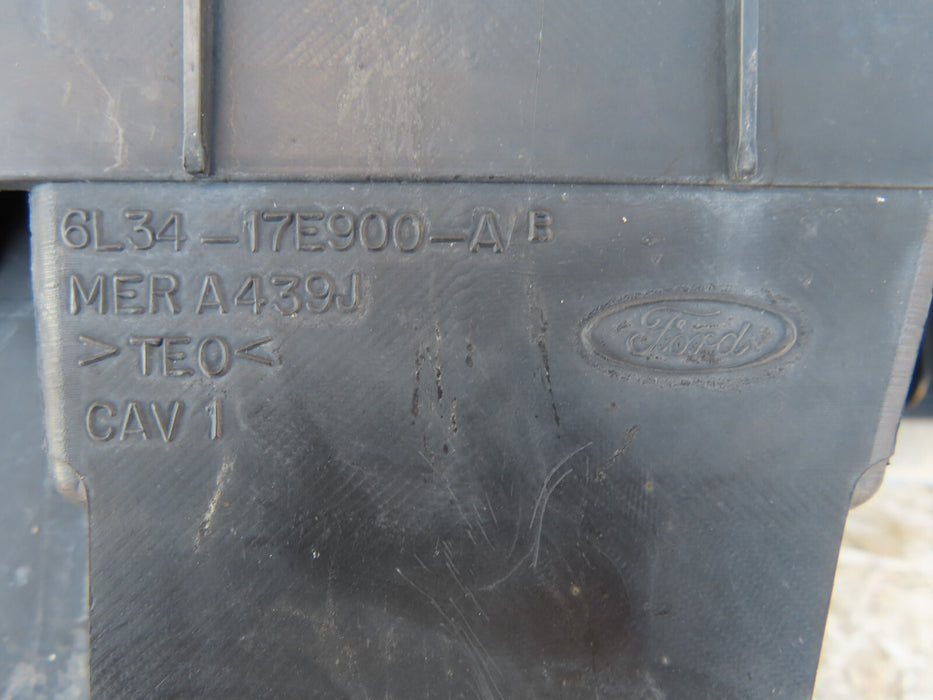 6L34-17E900-A/B
MER A439J
>TEO<
CAV 1
Ford